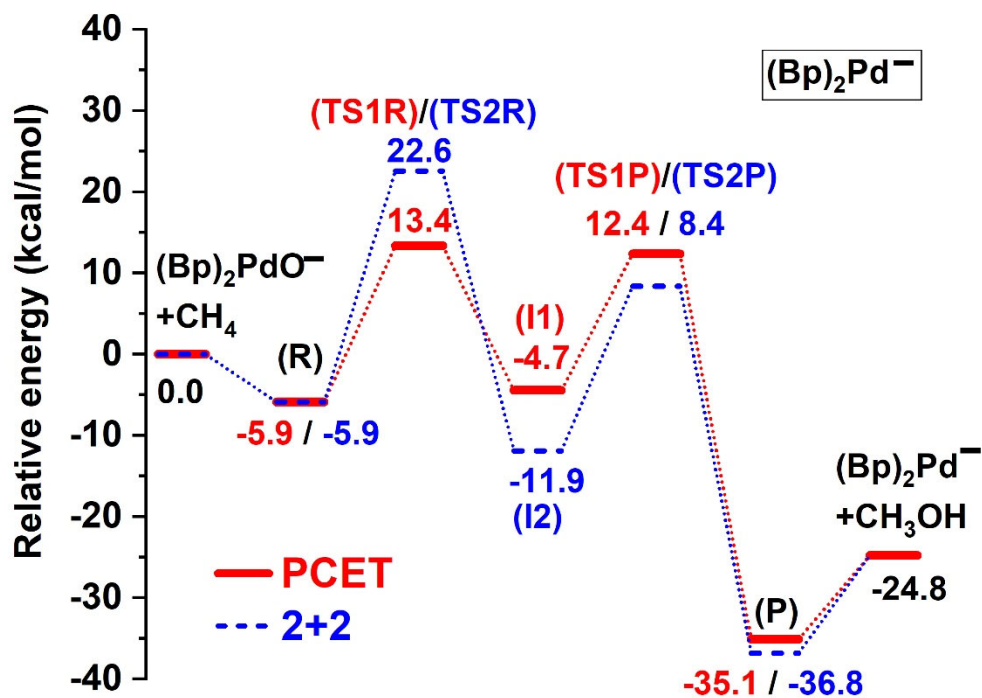 (Bp)₂Pd⁻
(TS1R)/(TS2R)
22.6
13.4
(TS1P)/(TS2P)
12.4 / 8.4
(Bp)₂PdO⁻
+CH₄
0.0
(R)
-5.9 / -5.9
(I1)
-4.7
-11.9
(I2)
(Bp)₂Pd⁻
+CH₃OH
-24.8
(P)
-35.1 / -36.8
PCET
2+2
Relative energy (kcal/mol)
40
30
20
10
0
-10
-20
-30
-40